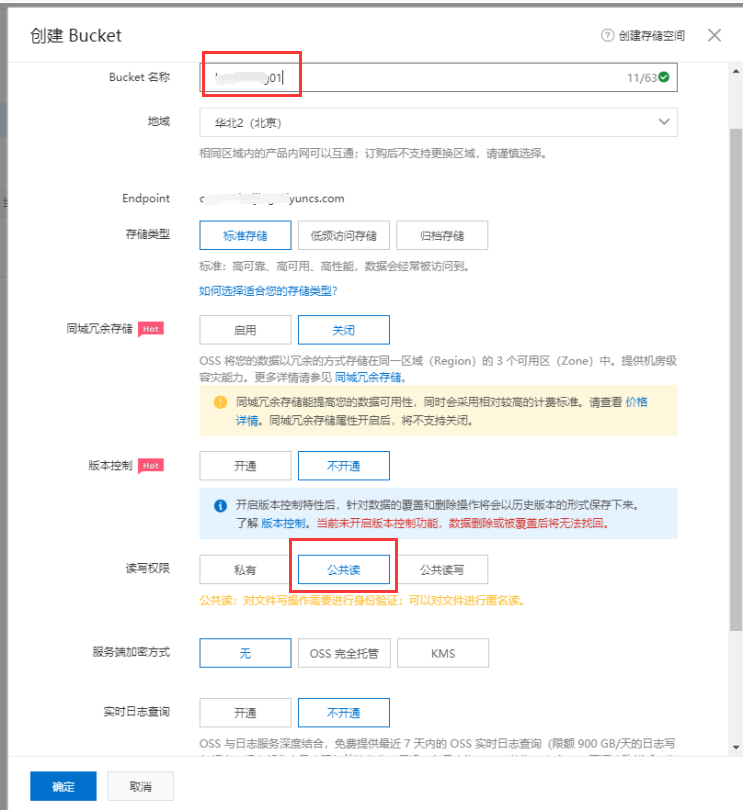 创建 Bucket
创建存储空间
Bucket 名称
01
11/63
地域
华北2（北京）
相同区域内的产品内网可以互通；订购后不支持更换区域，请谨慎选择。
Endpoint
yuncs.com
存储类型
标准存储
低频访问存储
归档存储
标准：高可靠、高可用、高性能，数据会经常被访问到。
如何选择适合您的存储类型？
同城冗余存储 Hot
启用
关闭
OSS 将您的数据以冗余的方式存储在同一区域（Region）的 3 个可用区（Zone）中。提供机房级
容灾能力。更多详情请参见 同城冗余存储。
同城冗余存储能提高您的数据可用性，同时会采用相对较高的计费标准。请查看 价格
详情。同城冗余存储属性开启后，将不支持关闭。
版本控制 Hot
开通
不开通
开启版本控制特性后，针对数据的覆盖和删除操作将会以历史版本的形式保存下来。
了解 版本控制。当前未开启版本控制功能，数据删除或被覆盖后将无法找回。
读写权限
私有
公共读
公共读写
公共读：对文件写操作需要进行身份验证；可以对文件进行匿名读。
服务端加密方式
无
OSS 完全托管
KMS
实时日志查询
开通
不开通
OSS 与日志服务深度结合，免费提供最近 7 天内的 OSS 实时日志查询（限额 900 GB/天的日志写
确定
取消